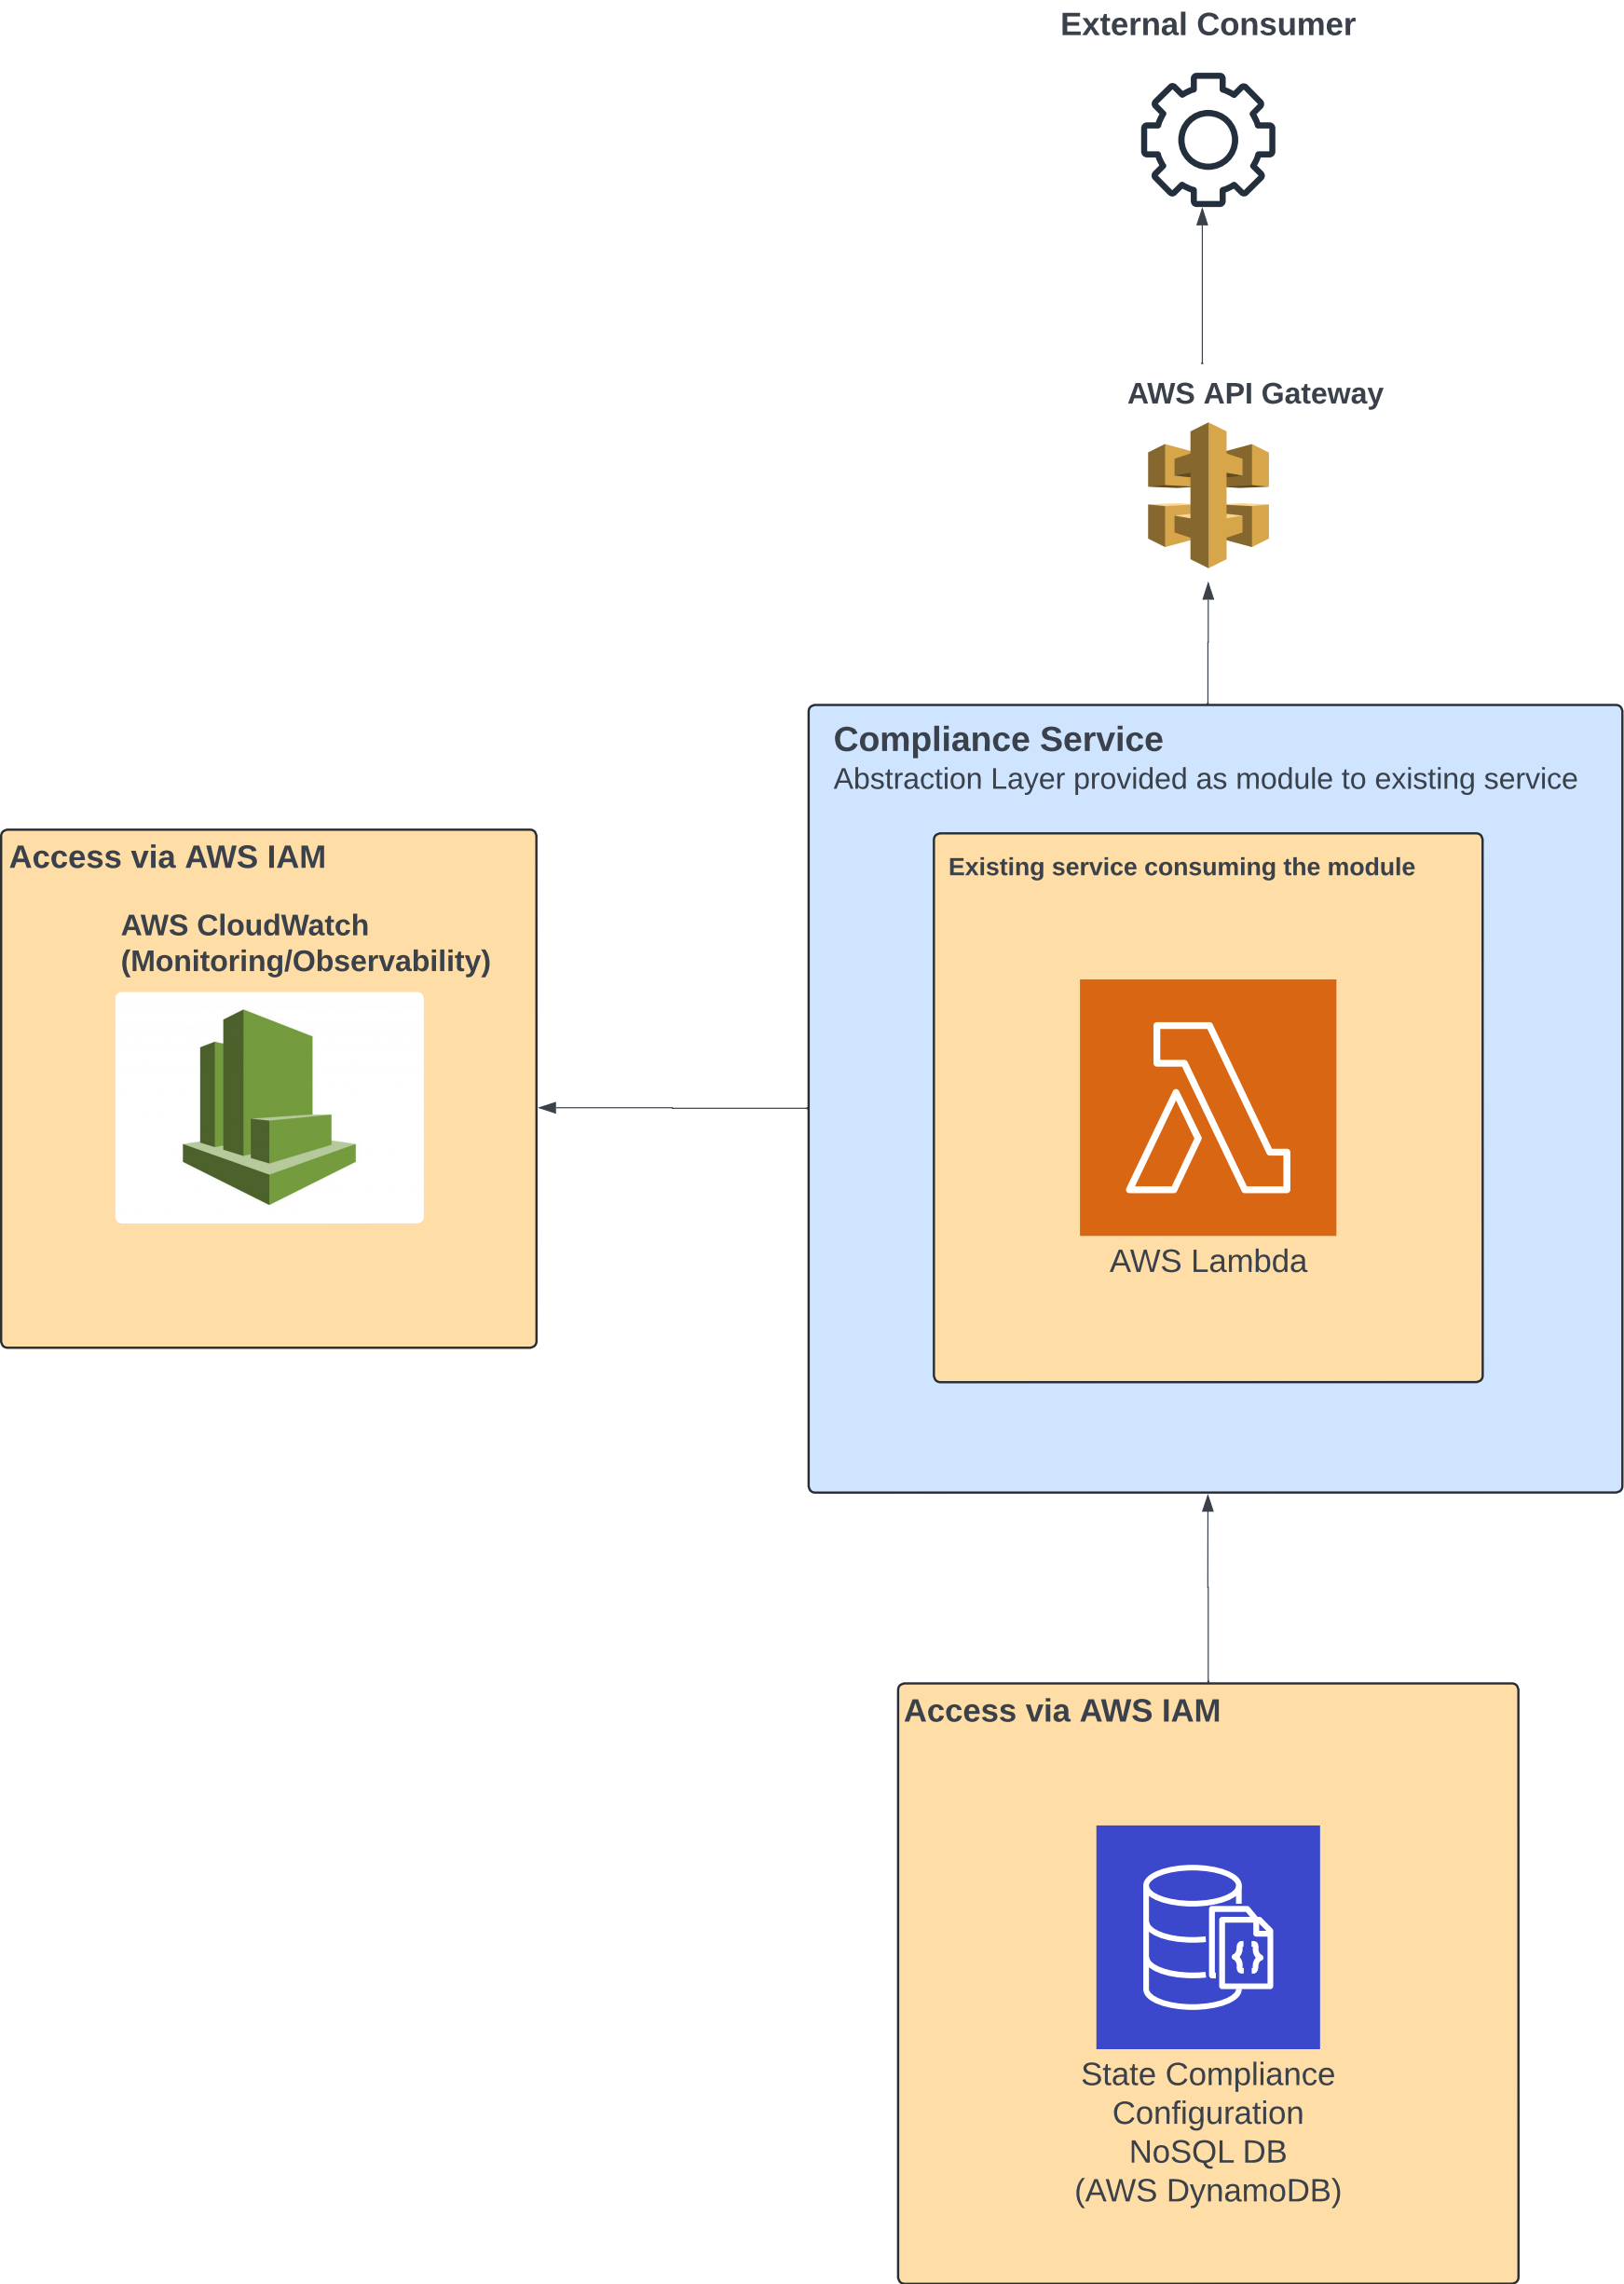 External Consumer
AWS API Gateway
Compliance Service
Abstraction Layer provided as module to existing service
Access via AWS IAM
Existing service consuming the module
AWS CloudWatch
(Monitoring/Observability)
AWS Lambda
Access via AWS IAM
State Compliance
Configuration
NoSQL DB
(AWS DynamoDB)